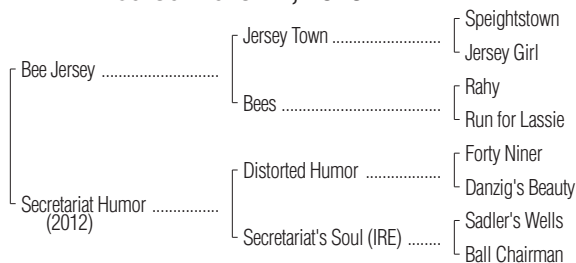 Speightstown
Jersey Town ..........................
Jersey Girl
Bee Jersey ............................
Rahy
Bees ......................................
Run for Lassie
Forty Niner
Distorted Humor ..................
Danzig's Beauty
Secretariat Humor ................
(2012)
Sadler's Wells
Secretariat's Soul (IRE) ........
Ball Chairman